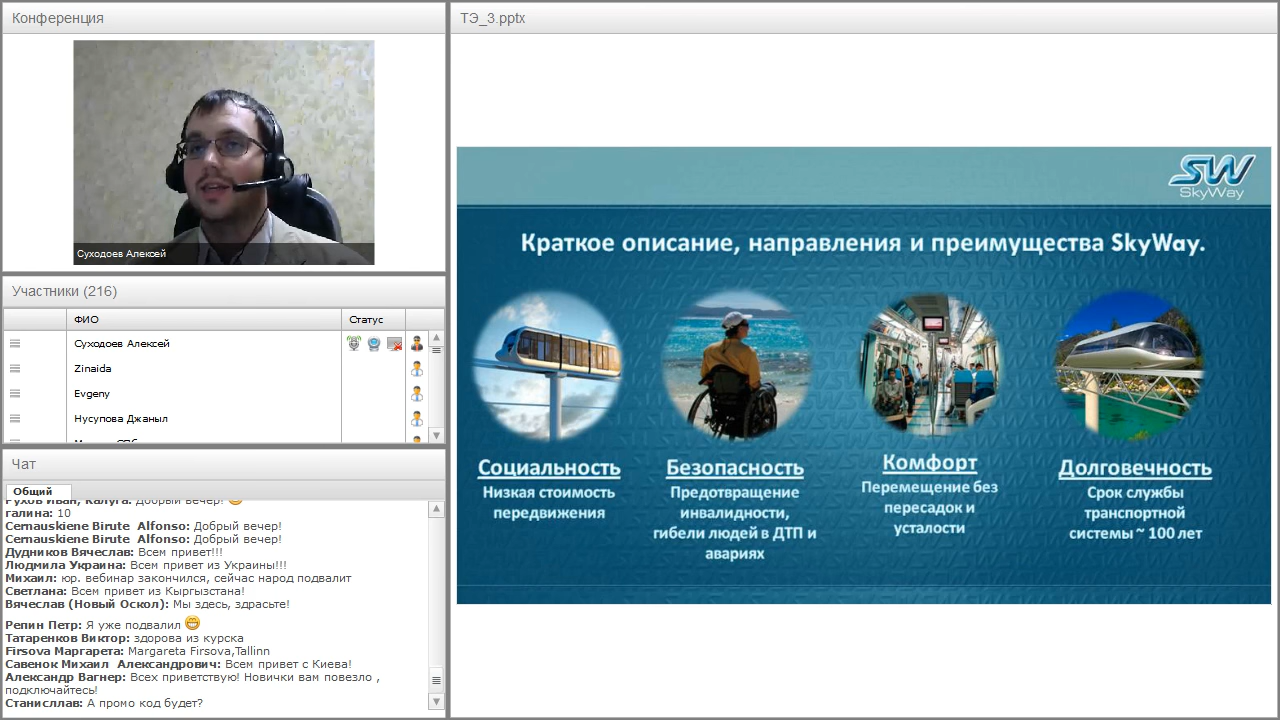 Конференция
Суходоев Алексей
Участники (216)
ФИО
Статус
Суходоев Алексей
Zinaida
Evgeny
Нусупова Джаныл
Чат
Общий
Рухов Иван, Калуга: Добрый вечер!
галина: 10
Cernauskiene Birute Alfonso: Добрый вечер!
Cernauskiene Birute Alfonso: Добрый вечер!
Дудников Вячеслав: Всем привет!!!
Людмила Украина: Всем привет из Украины!!!
Михаил: юр. вебинар закончился, сейчас народ подвалит
Светлана: Всем привет из Кыргызстана!
Вячеслав (Новый Оскол): Мы здесь, здрасьте!
Репин Петр: Я уже подвалил
Татаренков Виктор: здорова из курска
Firsova Маргарета: Margareta Firsova,Tallinn
Савенок Михаил Александрович: Всем привет с Киева!
Александр Вагнер: Всех приветствую! Новички вам повезло ,
подключайтесь!
Станисллав: А промо код будет?
ТЭ_3.pptx
SW
SkyWay
Краткое описание, направления и преимущества SkyWay.
Социальность
Низкая стоимость
передвижения
Безопасность
Предотвращение
инвалидности,
гибели людей в ДТП и
авариях
Комфорт
Перемещение без
пересадок и
усталости
Долговечность
Срок службы
транспортной
системы ~ 100 лет